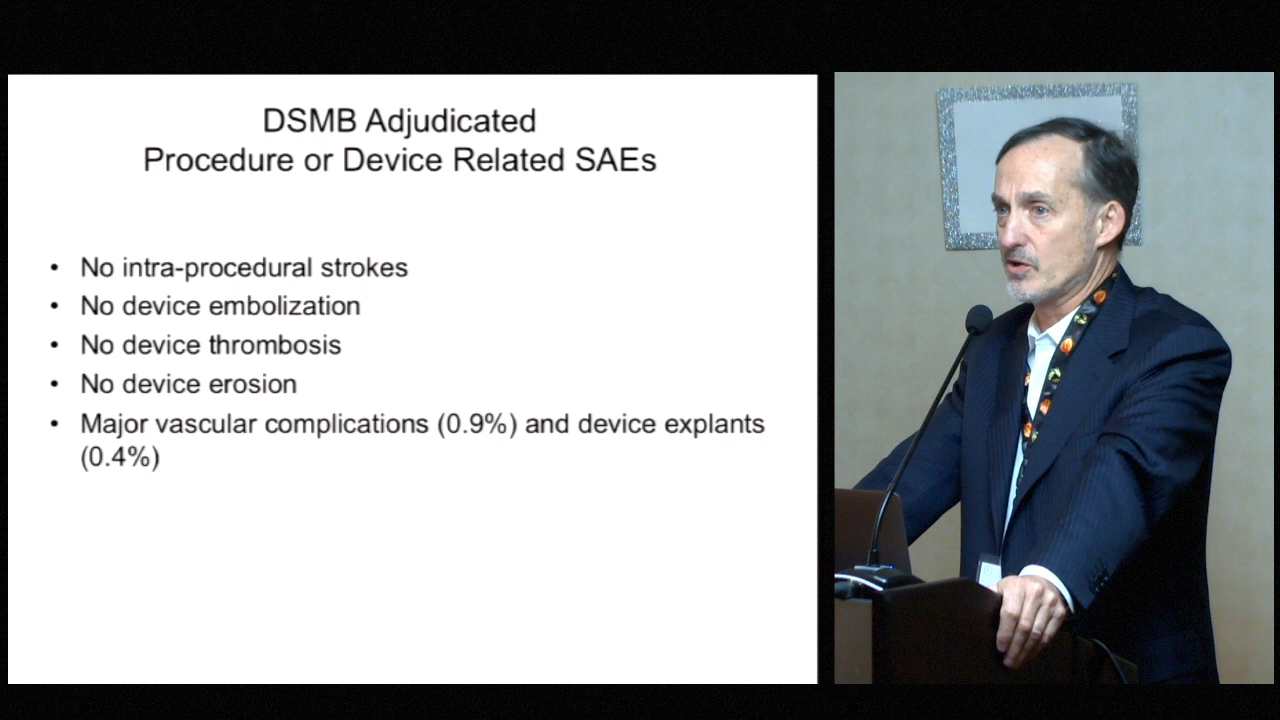 DSMB Adjudicated
Procedure or Device Related SAEs
• No intra-procedural strokes
• No device embolization
• No device thrombosis
• No device erosion
• Major vascular complications (0.9%) and device explants
(0.4%)